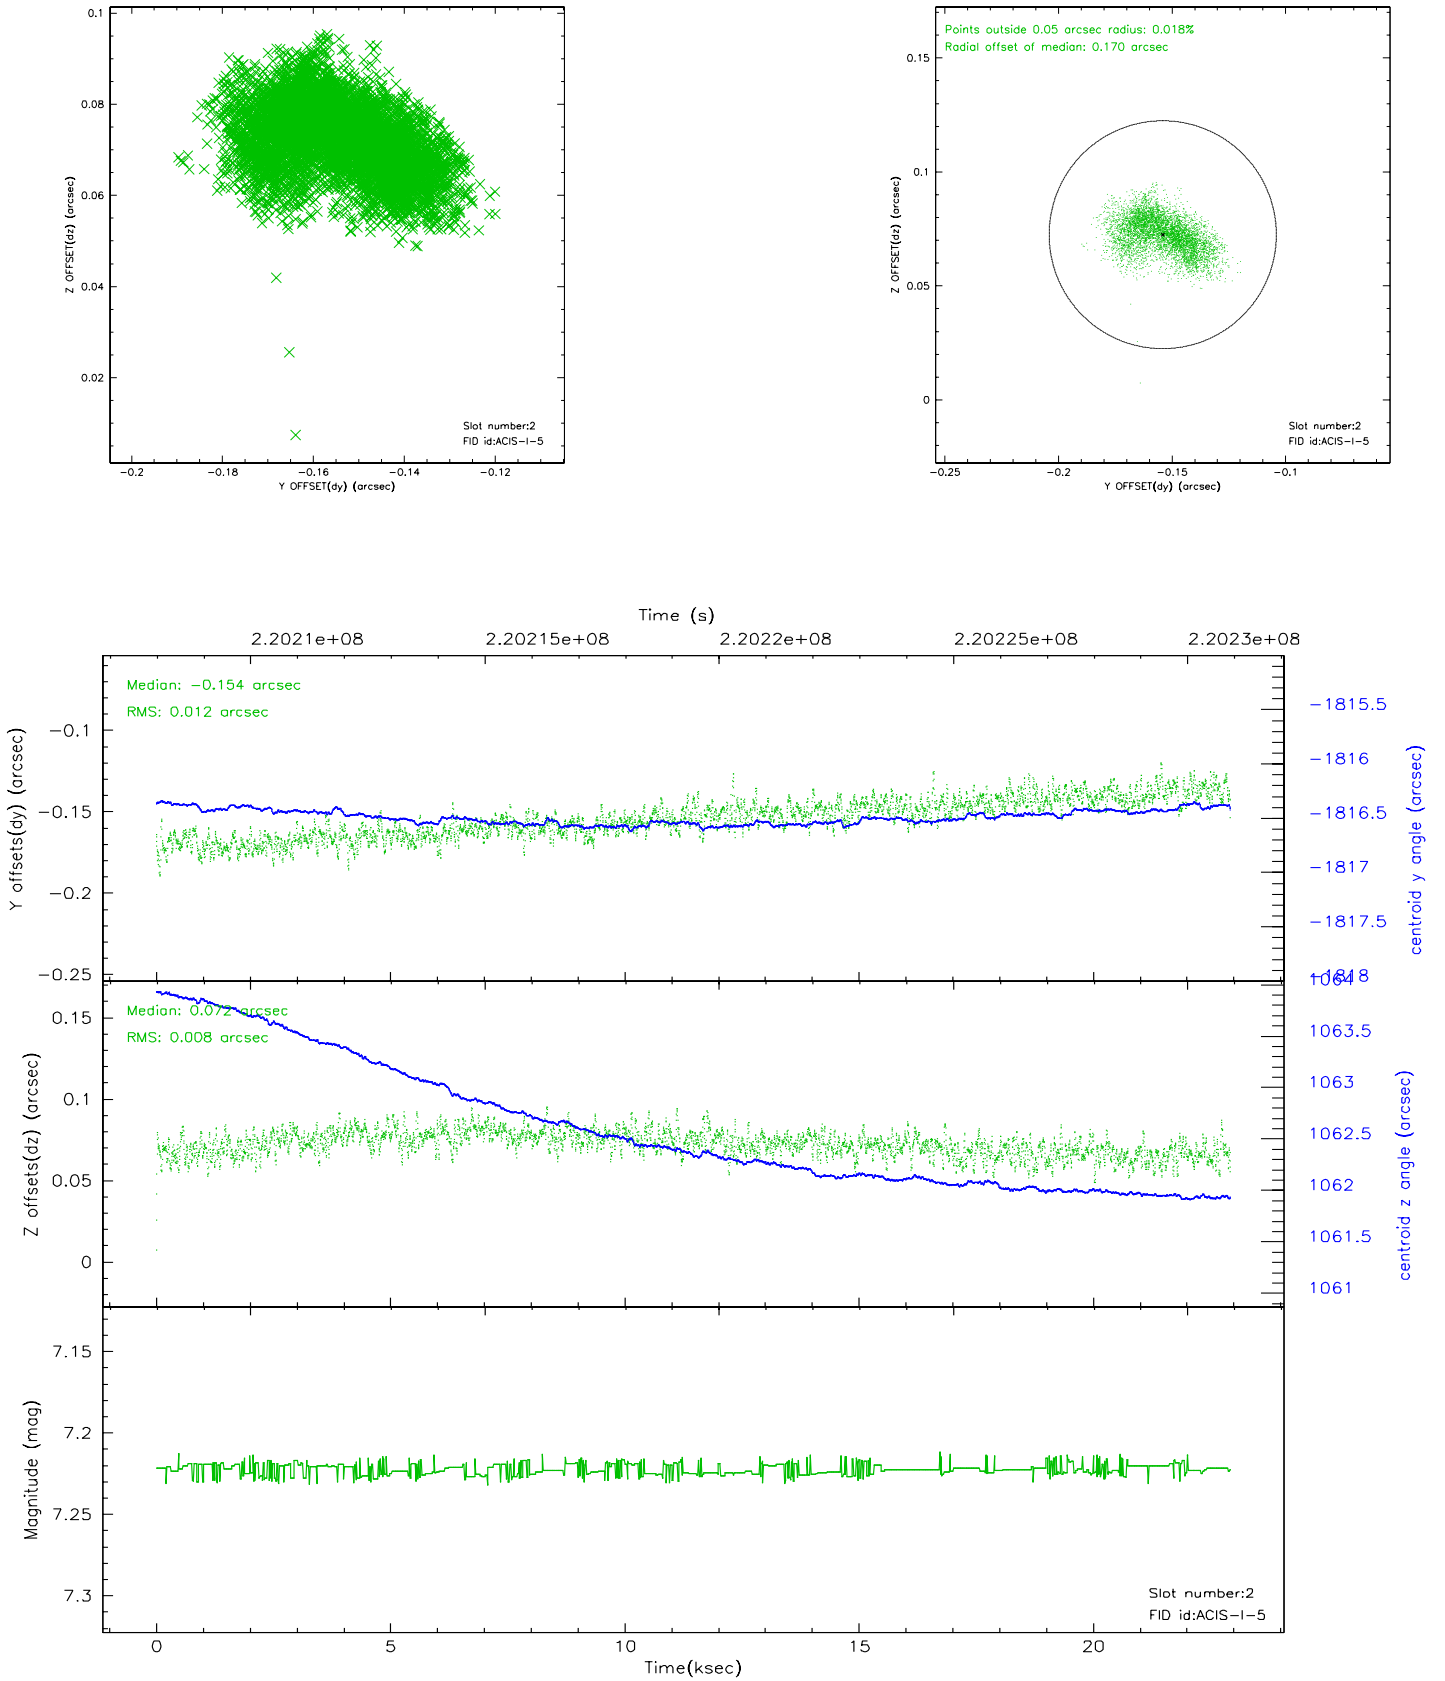 0.1
0.08
0.06
0.04
0.02
Z OFFSET(dz) (arcsec)
Slot number:2
FID id:ACIS-I-5
-0.2
-0.18
-0.16
-0.14
-0.12
Y OFFSET(dy) (arcsec)
Points outside 0.05 arcsec radius: 0.018%
Radial offset of median: 0.170 arcsec
0.15
0.1
0.05
0
Z OFFSET(dz) (arcsec)
Slot number:2
FID id:ACIS-I-5
-0.25
-0.2
-0.15
-0.1
Y OFFSET(dy) (arcsec)
Time (s)
2.2021e+08
2.20215e+08
2.2022e+08
2.20225e+08
2.2023e+08
Median: -0.154 arcsec
RMS: 0.012 arcsec
-0.1
-0.15
-0.2
-0.25
Y offsets(dy) (arcsec)
-1815.5
-1816
-1816.5
-1817
-1817.5
-1818
centroid y angle (arcsec)
Median: 0.072 arcsec
RMS: 0.008 arcsec
0.15
0.1
0.05
0
Z offsets(dz) (arcsec)
1064
1063.5
1063
1062.5
1062
1061.5
1061
centroid z angle (arcsec)
7.15
7.2
7.25
7.3
Magnitude (mag)
Slot number:2
FID id:ACIS-I-5
0
5
10
15
20
Time(ksec)